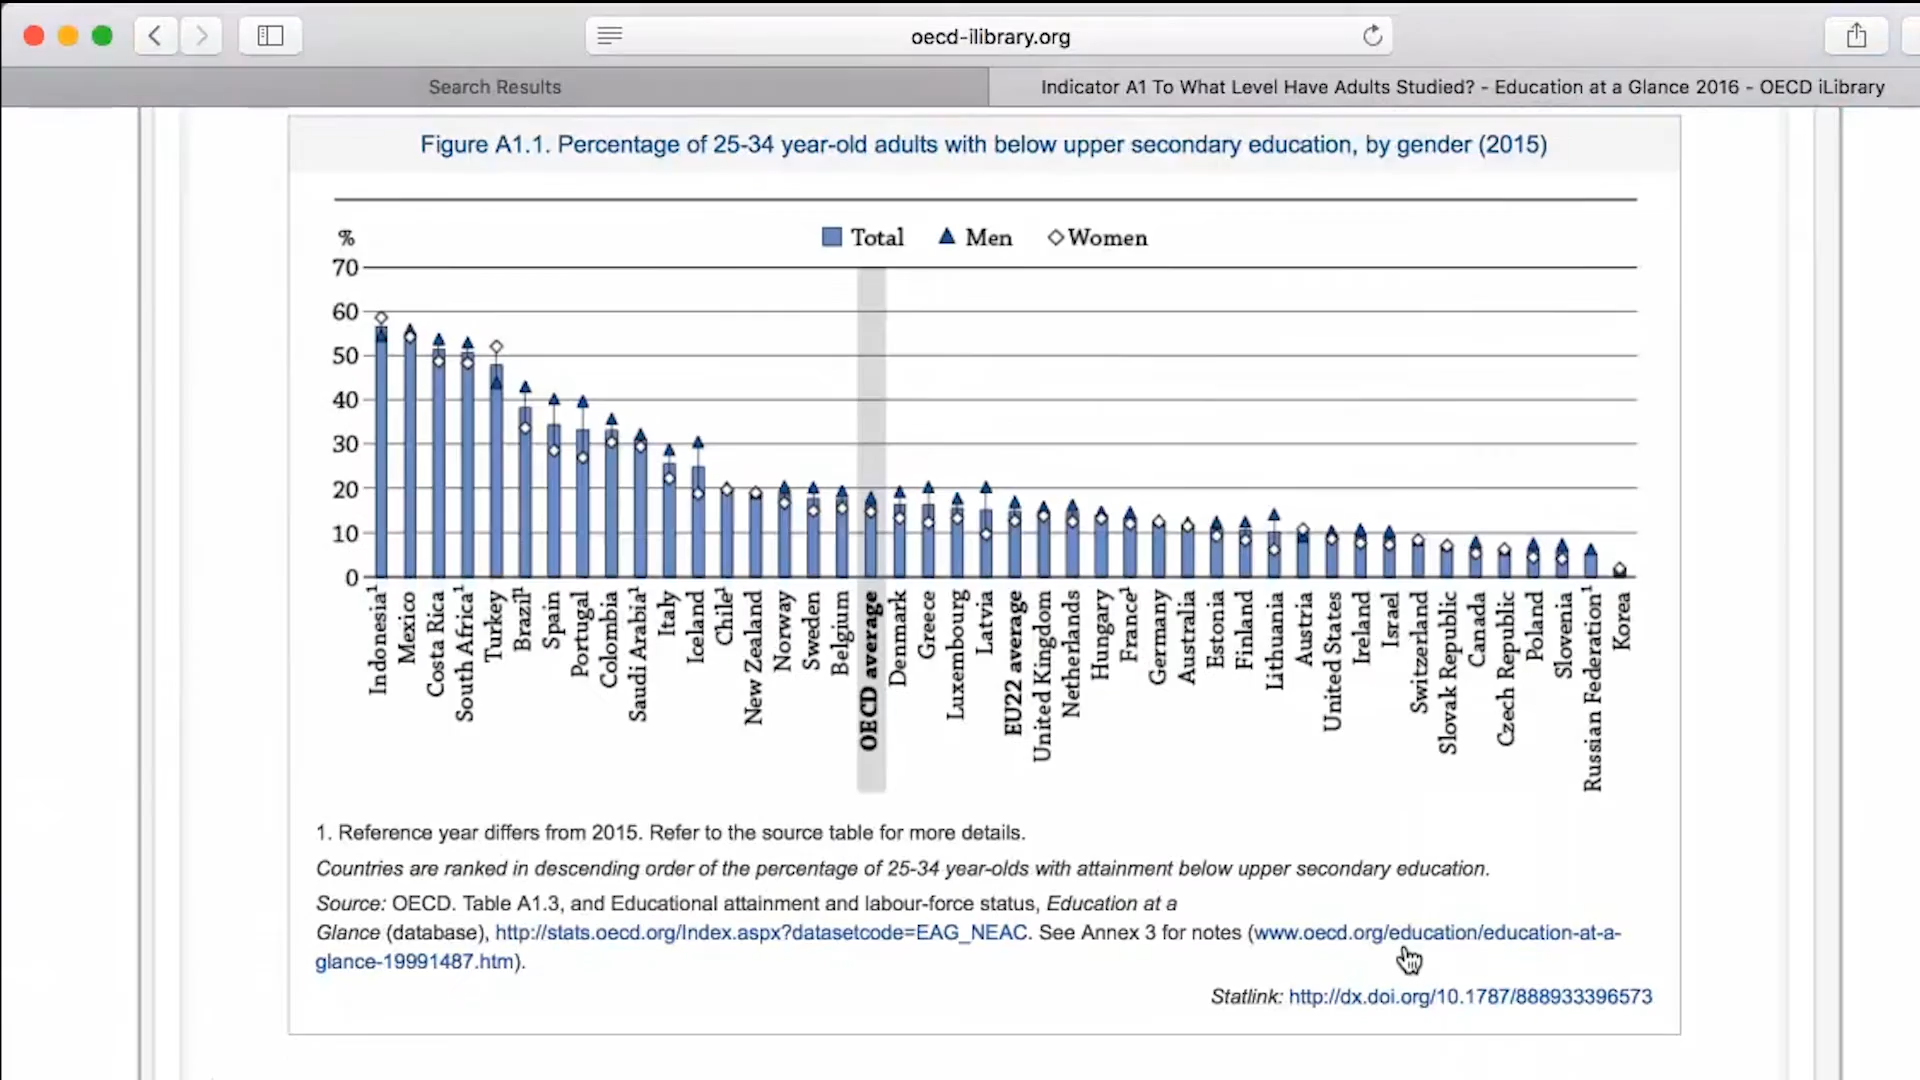 oecd-ilibrary.org
Search Results
Indicator A1 To What Level Have Adults Studied? - Education at a Glance 2016 - OECD iLibrary
Figure A1.1. Percentage of 25-34 year-old adults with below upper secondary education, by gender (2015)
% Total Men Women
70
60
50
40
30
20
10
0
Indonesia¹
Mexico
Costa Rica
South Africa¹
Turkey
Brazil¹
Spain
Portugal
Colombia
Saudi Arabia¹
Italy
Iceland
Chile¹
New Zealand
Norway
Sweden
Belgium
OECD average
Denmark
Greece
Luxembourg
Latvia
EU22 average
United Kingdom
Netherlands
Hungary
France¹
Germany
Australia
Estonia
Finland
Lithuania
Austria
United States
Ireland
Israel
Switzerland
Slovak Republic
Canada
Czech Republic
Poland
Slovenia
Russian Federation¹
Korea
1. Reference year differs from 2015. Refer to the source table for more details.
Countries are ranked in descending order of the percentage of 25-34 year-olds with attainment below upper secondary education.
Source: OECD. Table A1.3, and Educational attainment and labour-force status, Education at a
Glance (database), http://stats.oecd.org/Index.aspx?datasetcode=EAG_NEAC. See Annex 3 for notes (www.oecd.org/education/education-at-a-
glance-19991487.htm).
Statlink: http://dx.doi.org/10.1787/888933396573